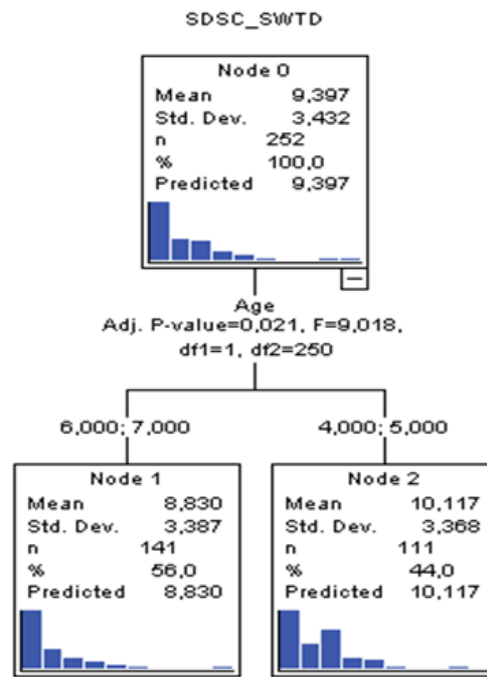 SDSC_SWTD
Node 0
Mean 9,397
Std. Dev. 3,432
n 252
% 100,0
Predicted 9,397
Age
Adj. P-value=0,021, F=9,018,
df1=1, df2=250
6,000; 7,000
4,000; 5,000
Node 1
Mean 8,830
Std. Dev. 3,387
n 141
% 56,0
Predicted 8,830
Node 2
Mean 10,117
Std. Dev. 3,368
n 111
% 44,0
Predicted 10,117